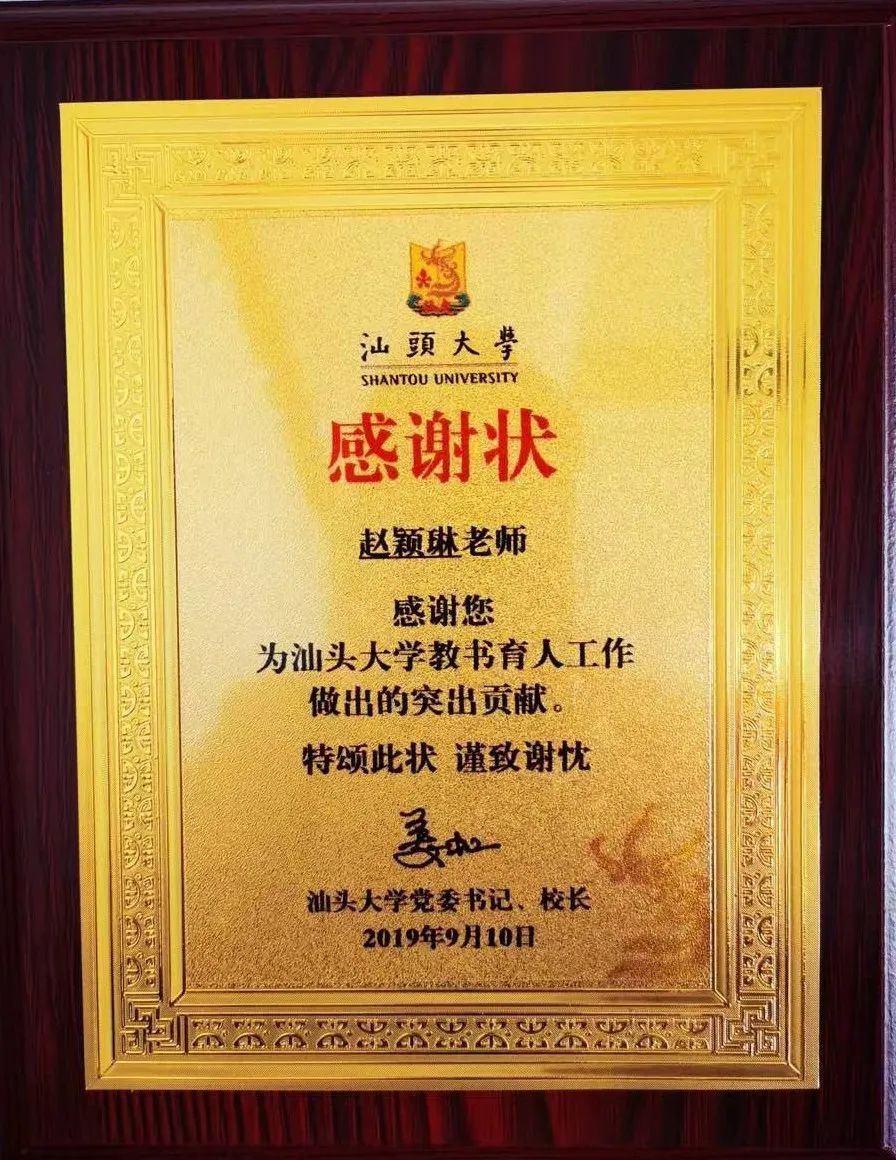 汕頭大學
SHANTOU UNIVERSITY
感谢状
赵颖琳老师
感谢您
为汕头大学教书育人工作
做出的突出贡献。
特颂此状 谨致谢忱
汕头大学党委书记、校长
2019年9月10日